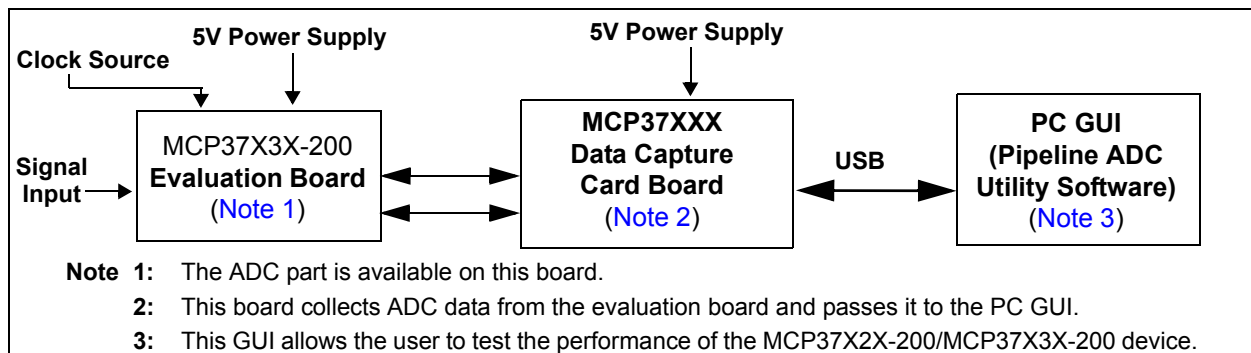 5V Power Supply
5V Power Supply
Clock Source
Signal
Input
MCP37X3X-200
Evaluation Board
(Note 1)
MCP37XXX
Data Capture
Card Board
(Note 2)
USB
PC GUI
(Pipeline ADC
Utility Software)
(Note 3)
Note 1: The ADC part is available on this board.
2: This board collects ADC data from the evaluation board and passes it to the PC GUI.
3: This GUI allows the user to test the performance of the MCP37X2X-200/MCP37X3X-200 device.